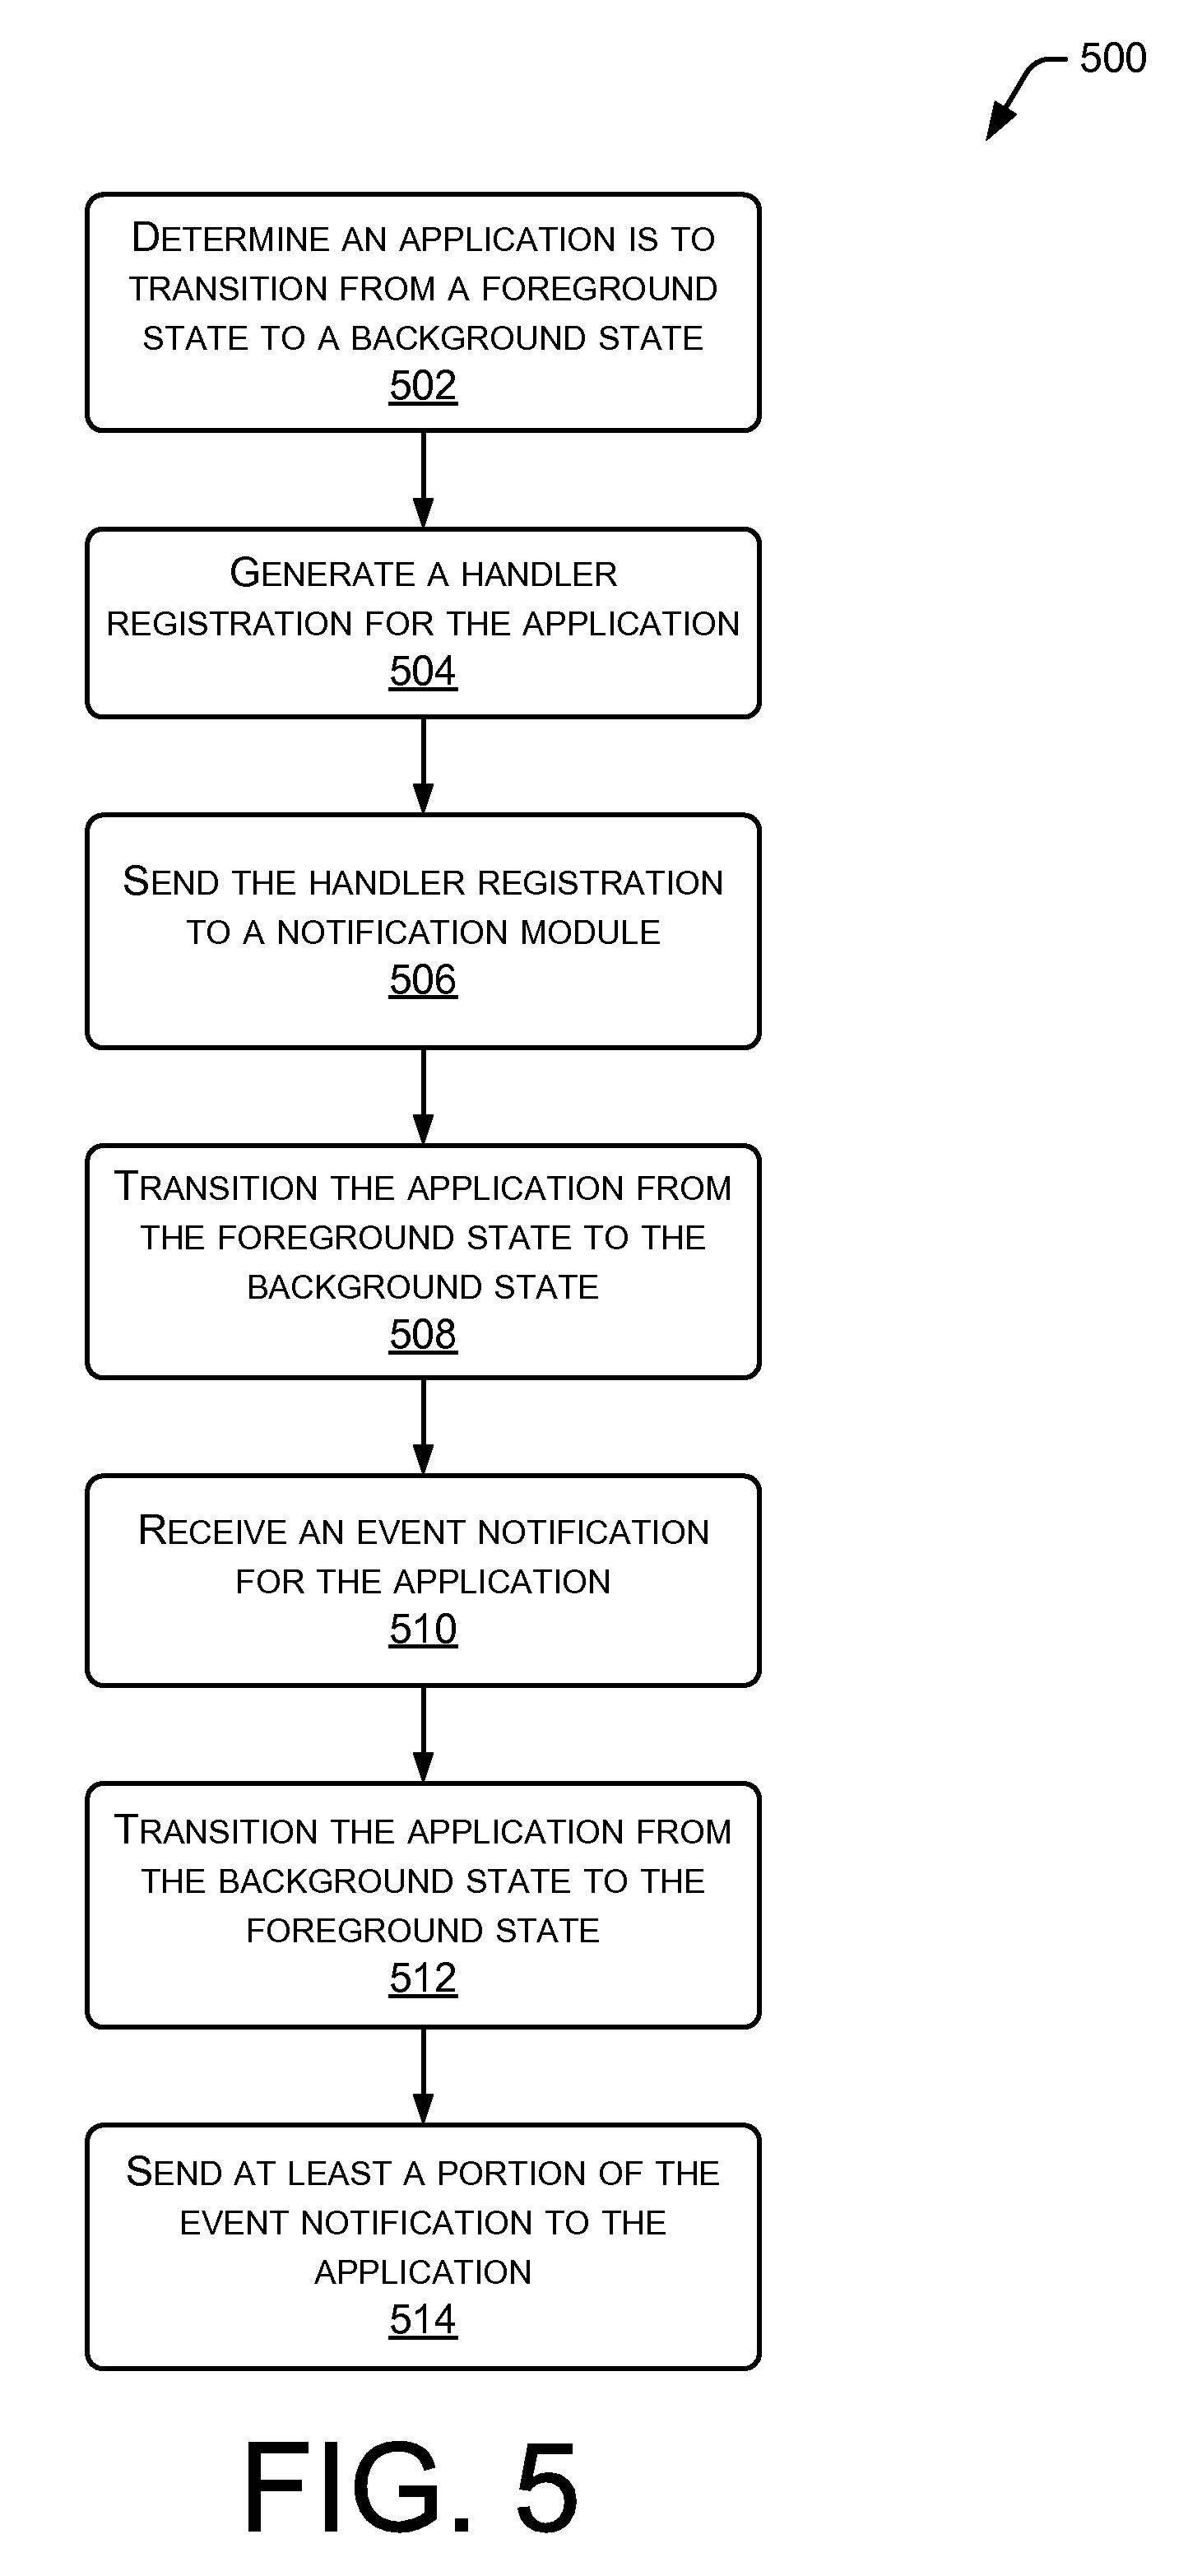 500
DETERMINE AN APPLICATION IS TO
TRANSITION FROM A FOREGROUND
STATE TO A BACKGROUND STATE
502
GENERATE A HANDLER
REGISTRATION FOR THE APPLICATION
504
SEND THE HANDLER REGISTRATION
TO A NOTIFICATION MODULE
506
TRANSITION THE APPLICATION FROM
THE FOREGROUND STATE TO THE
BACKGROUND STATE
508
RECEIVE AN EVENT NOTIFICATION
FOR THE APPLICATION
510
TRANSITION THE APPLICATION FROM
THE BACKGROUND STATE TO THE
FOREGROUND STATE
512
SEND AT LEAST A PORTION OF THE
EVENT NOTIFICATION TO THE
APPLICATION
514
FIG. 5